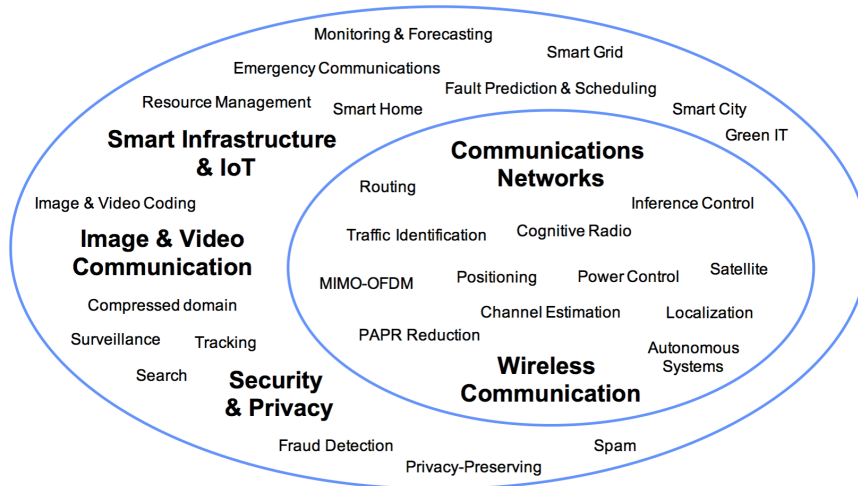 Monitoring & Forecasting
Smart Grid
Emergency Communications
Fault Prediction & Scheduling
Resource Management
Smart Home
Smart City
Green IT
Smart Infrastructure
& IoT
Communications
Networks
Routing
Image & Video Coding
Inference Control
Traffic Identification
Cognitive Radio
Image & Video
Communication
MIMO-OFDM
Positioning
Power Control
Satellite
Compressed domain
Channel Estimation
Localization
Surveillance
Tracking
PAPR Reduction
Autonomous
Systems
Search
Security
& Privacy
Wireless
Communication
Fraud Detection
Spam
Privacy-Preserving